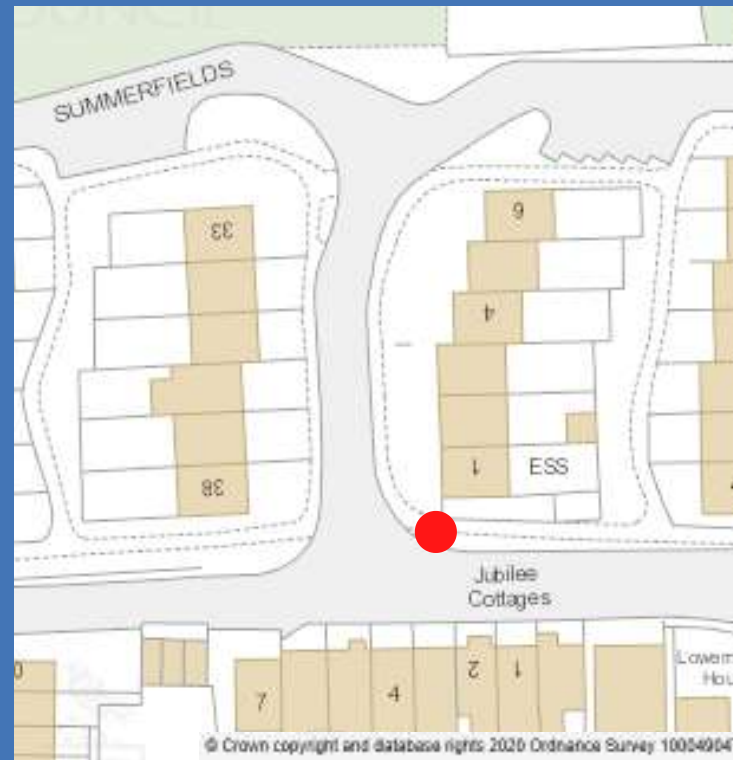 OUNCIL
SUMMERFIELDS
33
6
4
1
ESS
38
Jubilee
Cottages
7
4
2
1
© Crown copyright and database rights 2020 Ordnance Survey 10004904